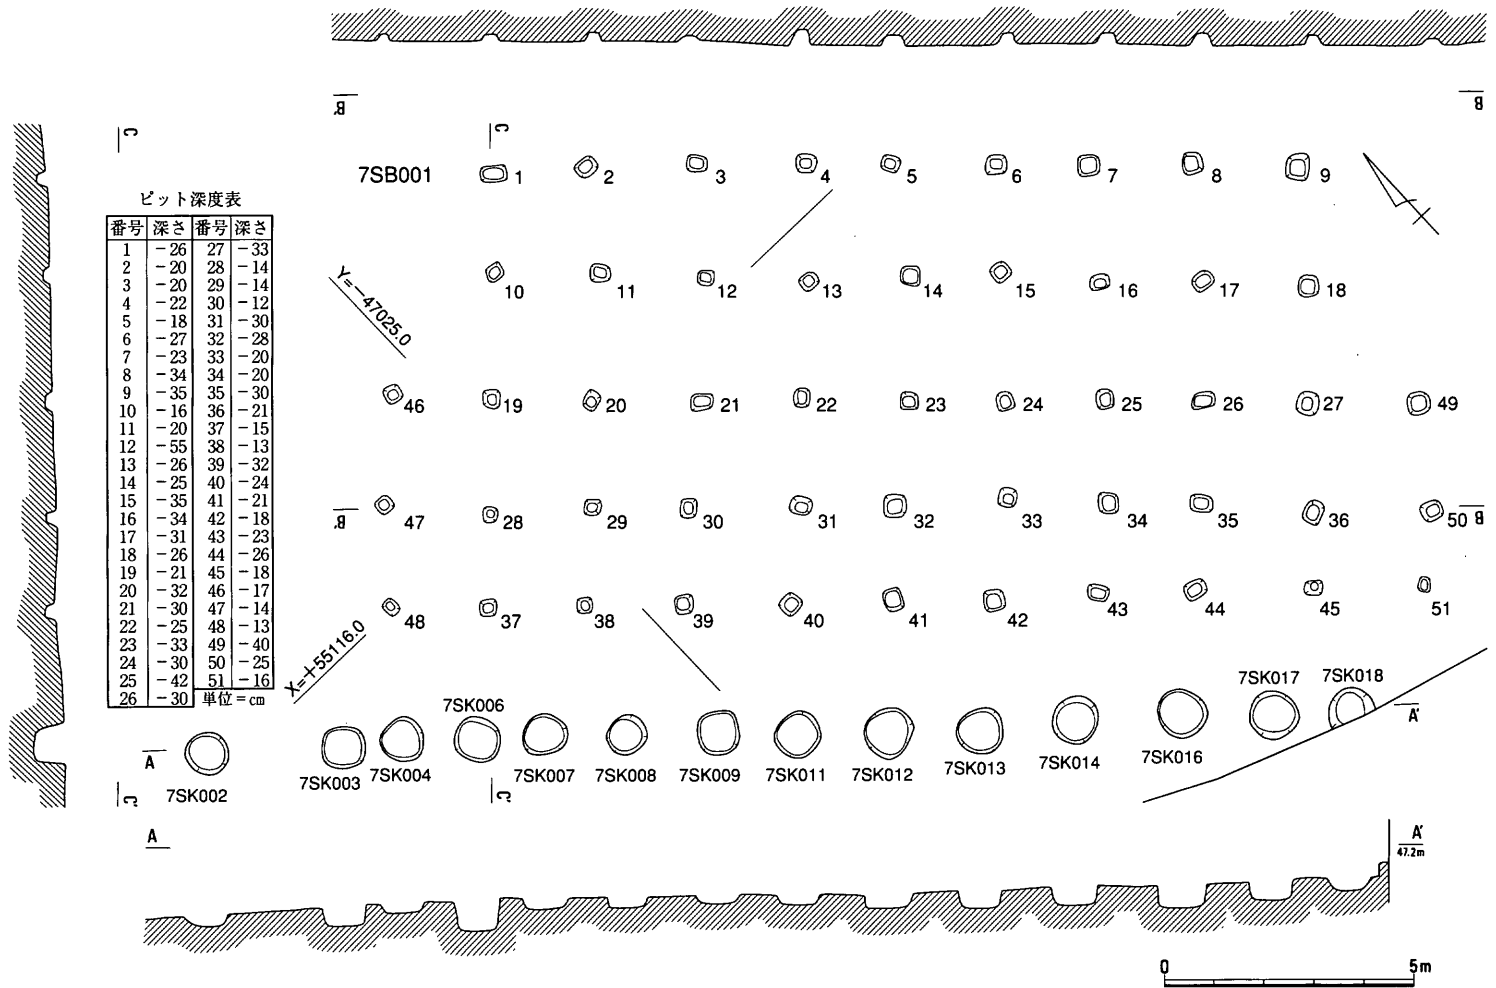 B'
B
C
C
7SB001
1 2 3 4 5 6 7 8 9
10 11 12 13 14 15 16 17 18
Y=-47025.0
46 19 20 21 22 23 24 25 26 27 49
B'
47 28 29 30 31 32 33 34 35 36 50 B
48 37 38 39 40 41 42 43 44 45 51
X=+55116.0
ピット深度表
番号 深さ 番号 深さ
1 -26 27 -33
2 -20 28 -14
3 -20 29 -14
4 -22 30 -12
5 -18 31 -30
6 -27 32 -28
7 -23 33 -20
8 -34 34 -20
9 -35 35 -30
10 -16 36 -21
11 -20 37 -15
12 -55 38 -13
13 -26 39 -32
14 -25 40 -24
15 -35 41 -21
16 -34 42 -18
17 -31 43 -23
18 -26 44 -26
19 -21 45 -18
20 -32 46 -17
21 -30 47 -14
22 -25 48 -13
23 -33 49 -40
24 -30 50 -25
25 -42 51 -16
26 -30 単位=cm
7SK006 7SK017 7SK018
A A'
7SK002 7SK003 7SK004 7SK007 7SK008 7SK009 7SK011 7SK012 7SK013 7SK014 7SK016
C'
C'
A
A'
47.2m
0 5m